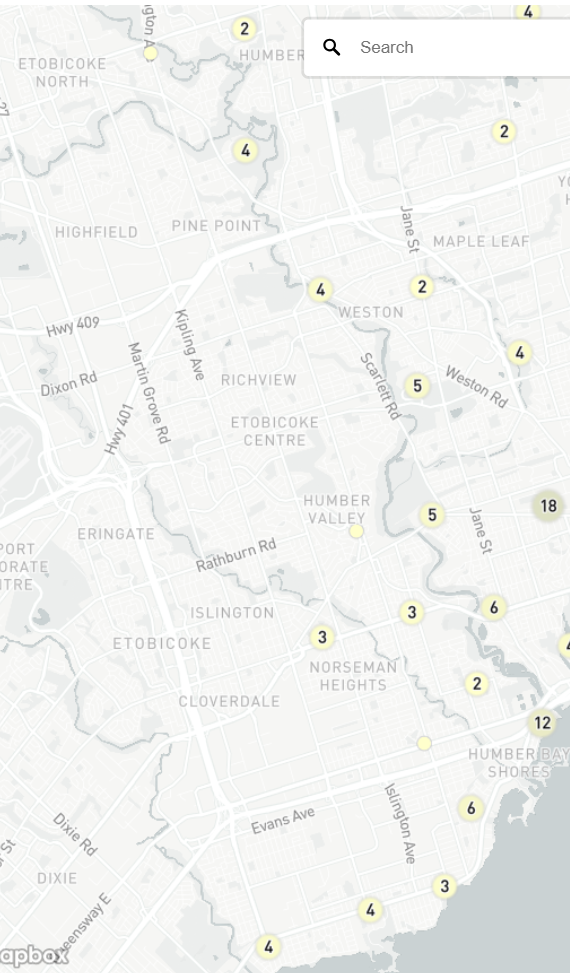 4
2
Search
HUMBER
ETOBICOKE
NORTH
27
2
4
HIGHFIELD
PINE POINT
Jane St
MAPLE LEAF
4
2
WESTON
Hwy 409
Kipling Ave
4
Martin Grove Rd
Scarlett Rd
Dixon Rd
RICHVIEW
5
Weston Rd
Hwy 401
ETOBICOKE
CENTRE
HUMBER
VALLEY
5
18
Jane St
ERINGATE
Rathburn Rd
ISLINGTON
3
6
ETOBICOKE
3
4
NORSEMAN
HEIGHTS
2
CLOVERDALE
12
HUMBER BAY
SHORES
Evans Ave
Islington Ave
6
Dixie Rd
DIXIE
3
4
4